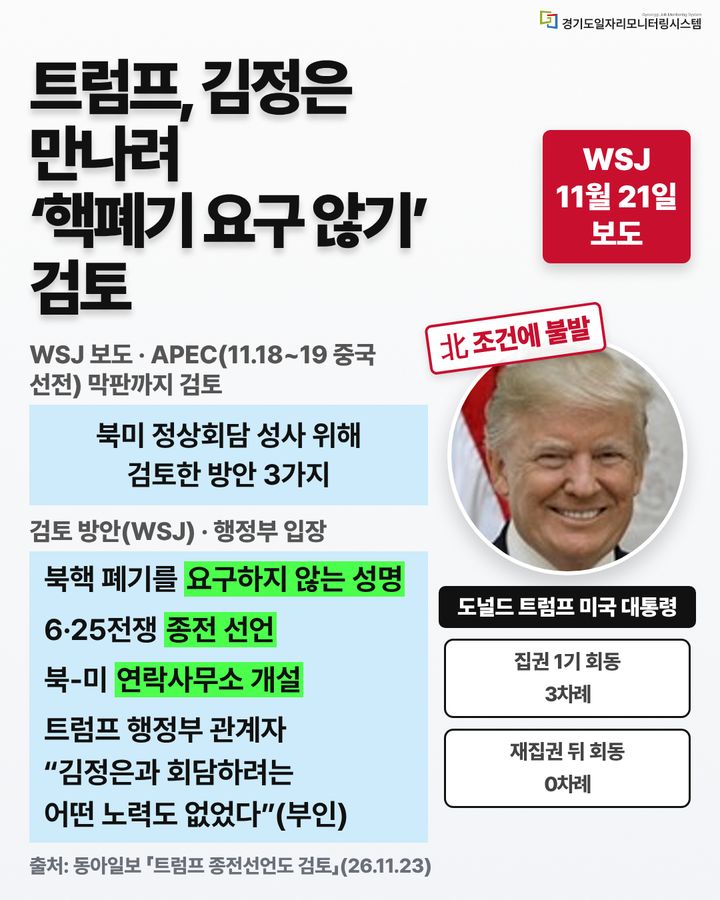 Gyeonggi Job Monitoring System
경기도일자리모니터링시스템
트럼프, 김정은
만나려
‘핵폐기 요구 않기’
검토
WSJ
11월 21일
보도
WSJ 보도 · APEC(11.18~19 중국
선전) 막판까지 검토
北 조건에 불발
북미 정상회담 성사 위해
검토한 방안 3가지
검토 방안(WSJ) · 행정부 입장
북핵 폐기를 요구하지 않는 성명
6·25전쟁 종전 선언
북-미 연락사무소 개설
트럼프 행정부 관계자
“김정은과 회담하려는
어떤 노력도 없었다”(부인)
도널드 트럼프 미국 대통령
집권 1기 회동
3차례
재집권 뒤 회동
0차례
출처: 동아일보 「트럼프 종전선언도 검토」(26.11.23)